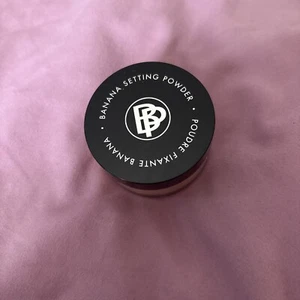 • BANANA SETTING POWDER •
POUDRE FIXANTE BANANA
BP